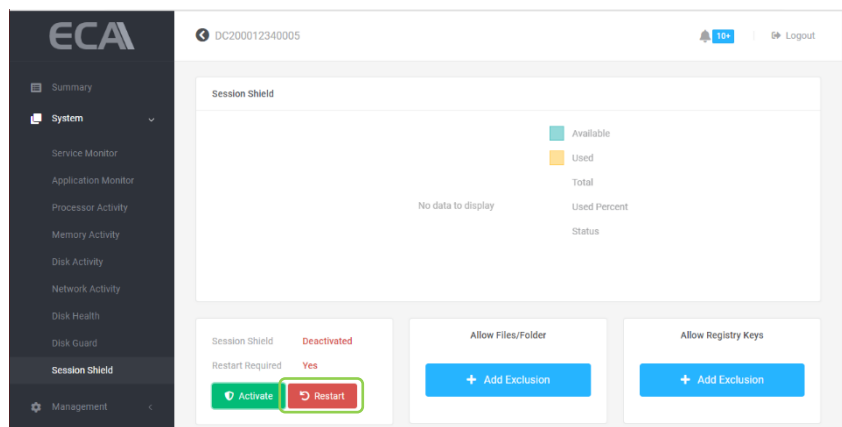 ECA
DC200012340005
10+
Logout
Summary
System
Service Monitor
Application Monitor
Processor Activity
Memory Activity
Disk Activity
Network Activity
Disk Health
Disk Guard
Session Shield
Management
Session Shield
Available
Used
Total
No data to display
Used Percent
Status
Session Shield Deactivated
Restart Required Yes
Activate Restart
Allow Files/Folder
+ Add Exclusion
Allow Registry Keys
+ Add Exclusion